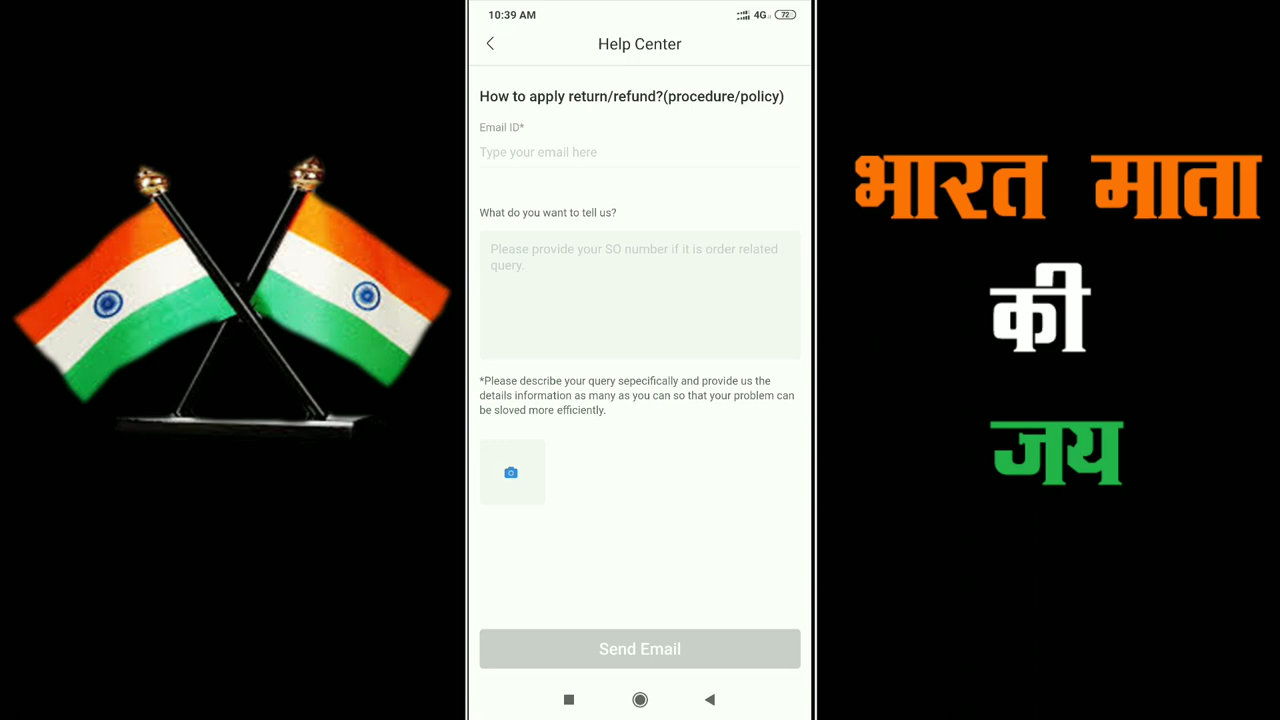 10:39 AM
4G
72
Help Center
How to apply return/refund?(procedure/policy)
Email ID*
Type your email here
What do you want to tell us?
Please provide your SO number if it is order related
query.
*Please describe your query sepecifically and provide us the
details information as many as you can so that your problem can
be sloved more efficiently.
Send Email
भारत माता
की
जय